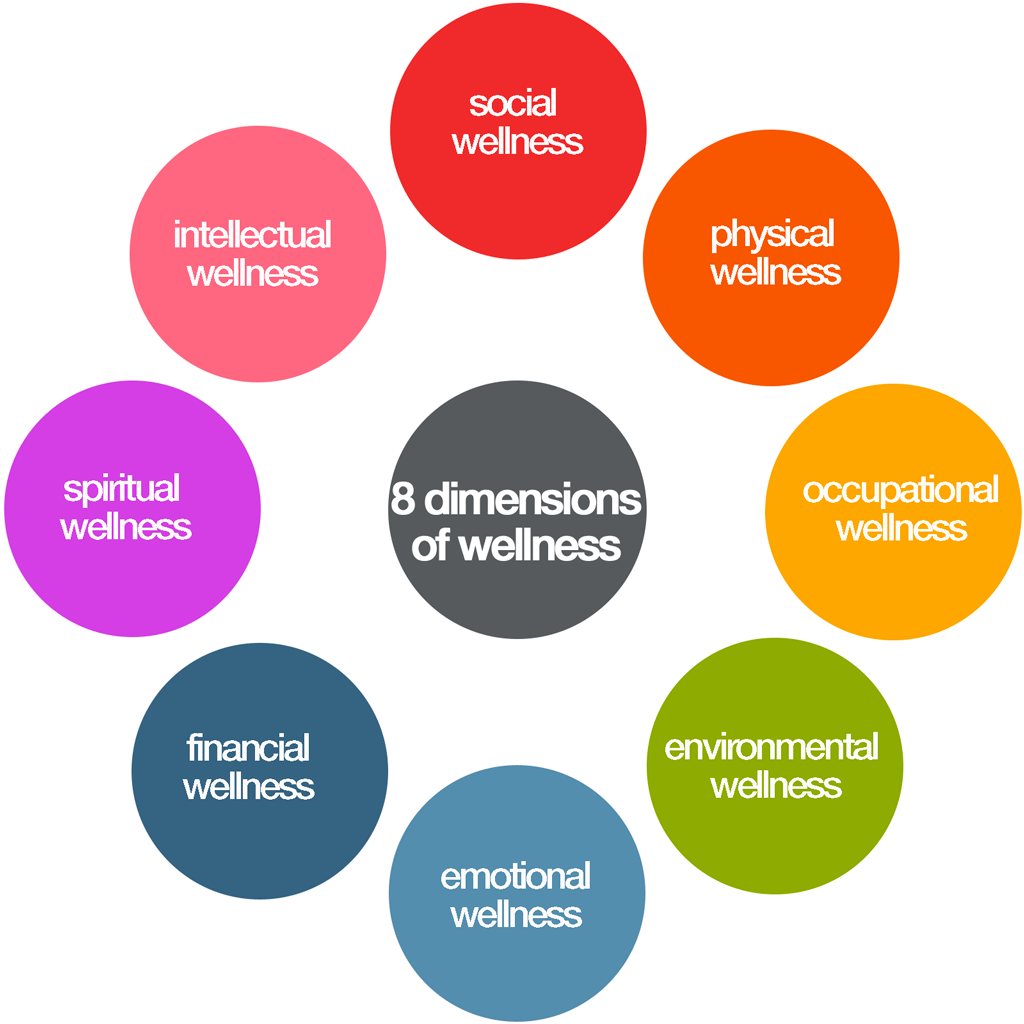 social
wellness
physical
wellness
occupational
wellness
environmental
wellness
emotional
wellness
financial
wellness
spiritual
wellness
intellectual
wellness
8 dimensions
of wellness